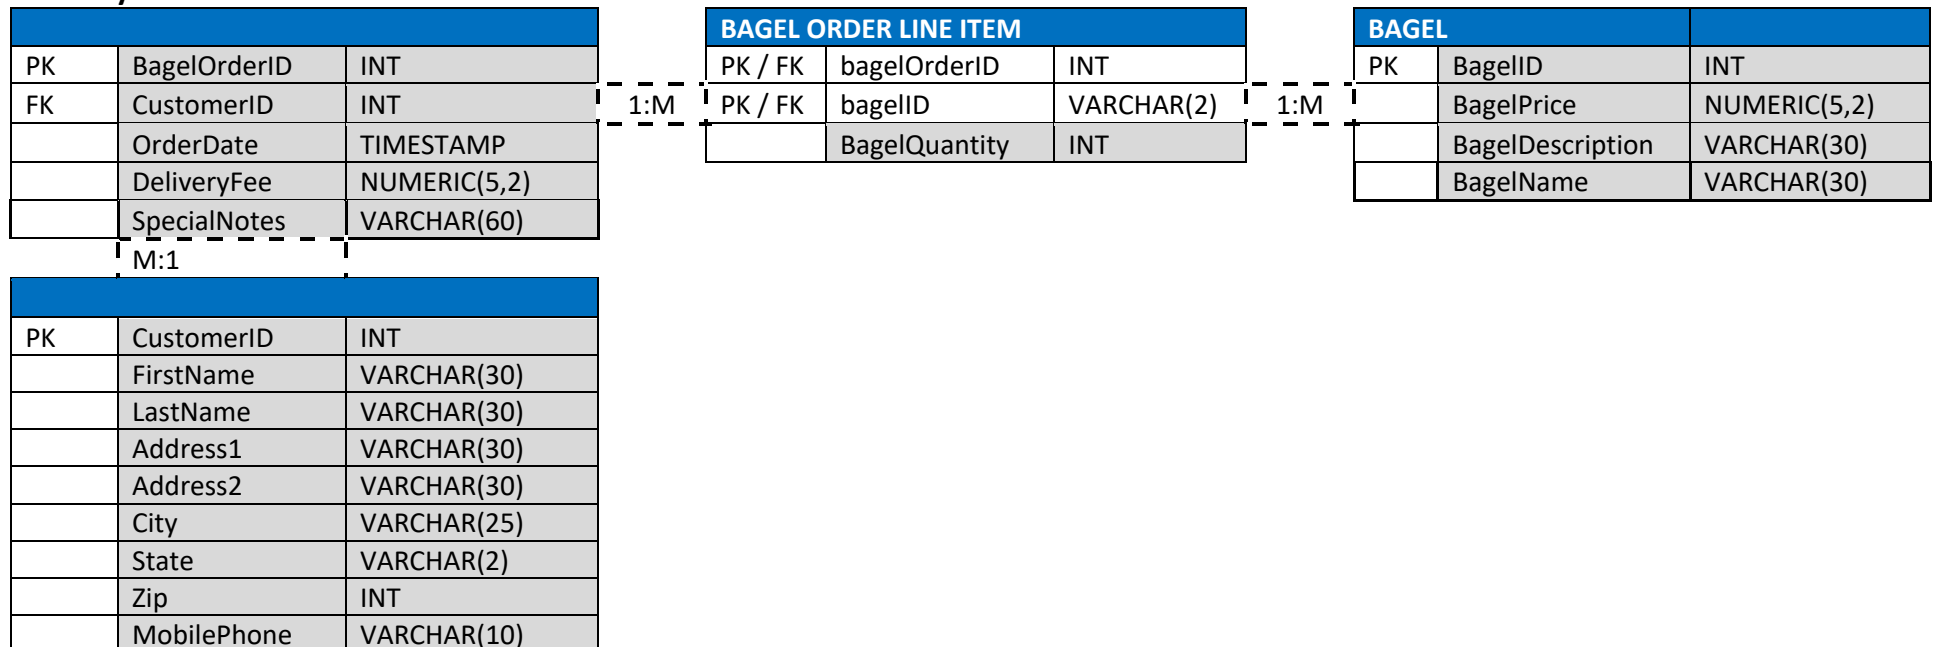 BAGEL ORDER LINE ITEM
BAGEL
PK BagelOrderID INT
FK CustomerID INT
OrderDate TIMESTAMP
DeliveryFee NUMERIC(5,2)
SpecialNotes VARCHAR(60)
1:M
PK / FK bagelOrderID INT
PK / FK bagelID VARCHAR(2)
BagelQuantity INT
1:M
PK BagelID INT
BagelPrice NUMERIC(5,2)
BagelDescription VARCHAR(30)
BagelName VARCHAR(30)
M:1
PK CustomerID INT
FirstName VARCHAR(30)
LastName VARCHAR(30)
Address1 VARCHAR(30)
Address2 VARCHAR(30)
City VARCHAR(25)
State VARCHAR(2)
Zip INT
MobilePhone VARCHAR(10)